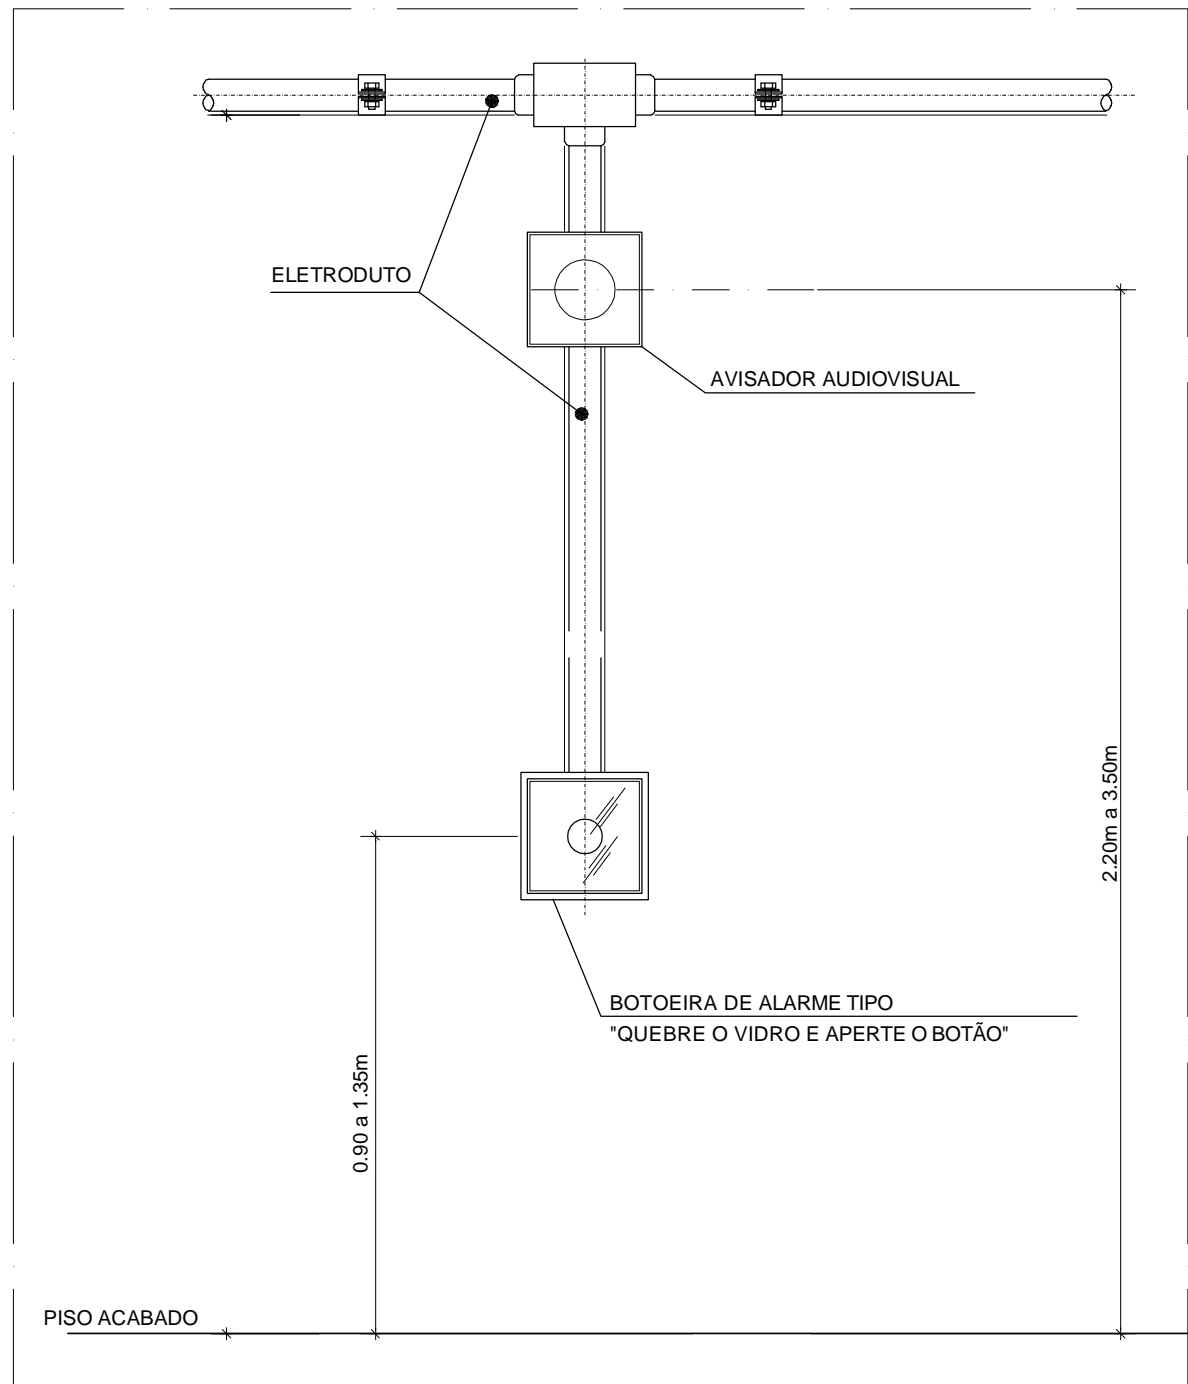 ELETRODUTO
AVISADOR AUDIOVISUAL
2.20m a 3.50m
BOTOEIRA DE ALARME TIPO
"QUEBRE O VIDRO E APERTE O BOTÃO"
0.90 a 1.35m
PISO ACABADO